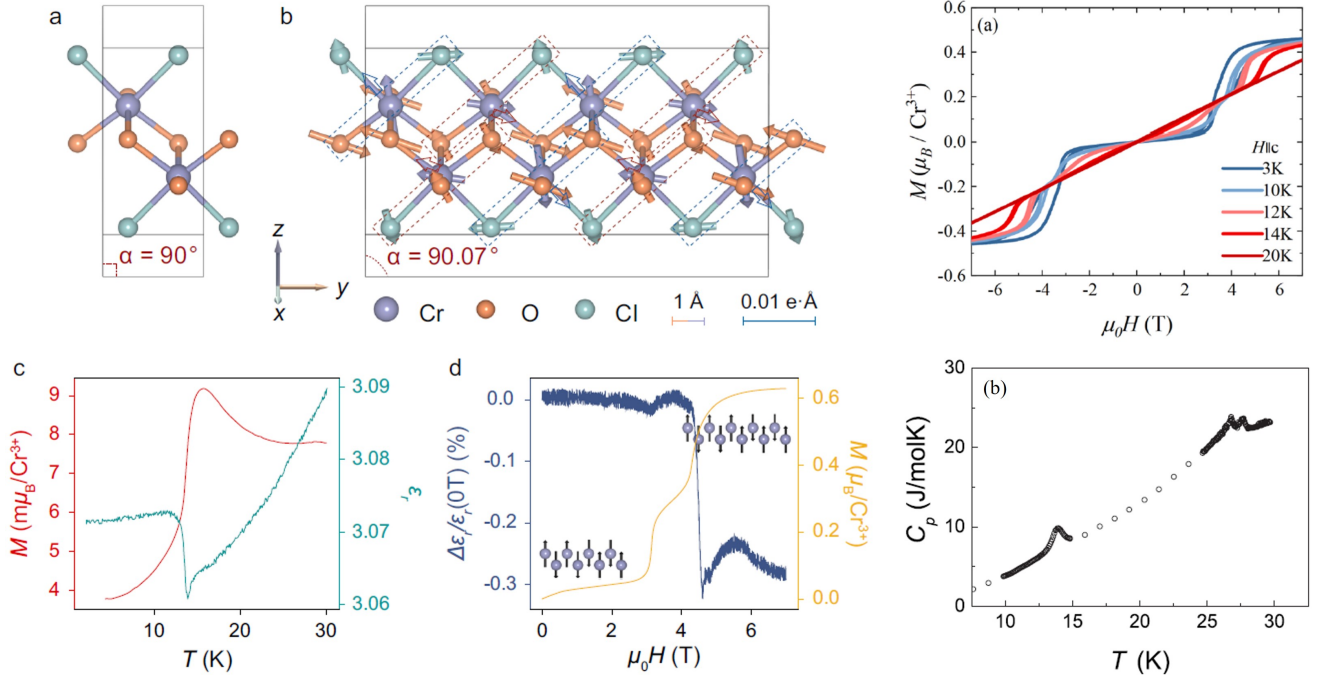 a
α = 90°
z
y
x
b
α = 90.07°
Cr
O
Cl
1 Å
0.01 e·Å
(a)
M (μB / Cr³⁺)
0.6
0.4
0.2
0.0
-0.2
-0.4
-0.6
H∥c
3K
10K
12K
14K
20K
-6 -4 -2 0 2 4 6
μ0H (T)
c
M (mμB/Cr³⁺)
9
8
7
6
5
4
3.09
3.08
3.07
3.06
εr
10 20 30
T (K)
d
Δεr/εr(0T) (%)
0.0
-0.1
-0.2
-0.3
0.6
0.4
0.2
0.0
M (μB/Cr³⁺)
0 2 4 6
μ0H (T)
(b)
Cp (J/molK)
30
20
10
0
10 15 20 25 30
T (K)